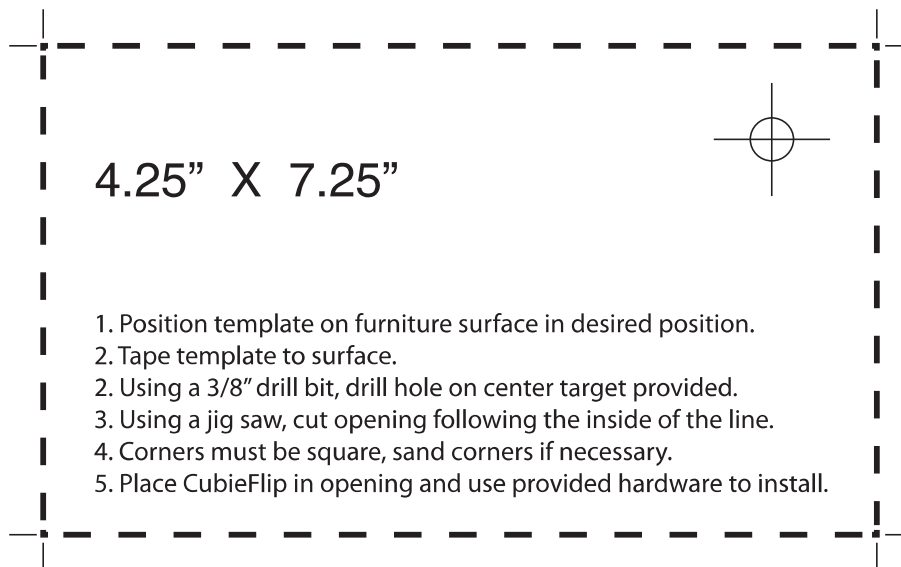 4.25” X 7.25”
1. Position template on furniture surface in desired position.
2. Tape template to surface.
2. Using a 3/8” drill bit, drill hole on center target provided.
3. Using a jig saw, cut opening following the inside of the line.
4. Corners must be square, sand corners if necessary.
5. Place CubieFlip in opening and use provided hardware to install.